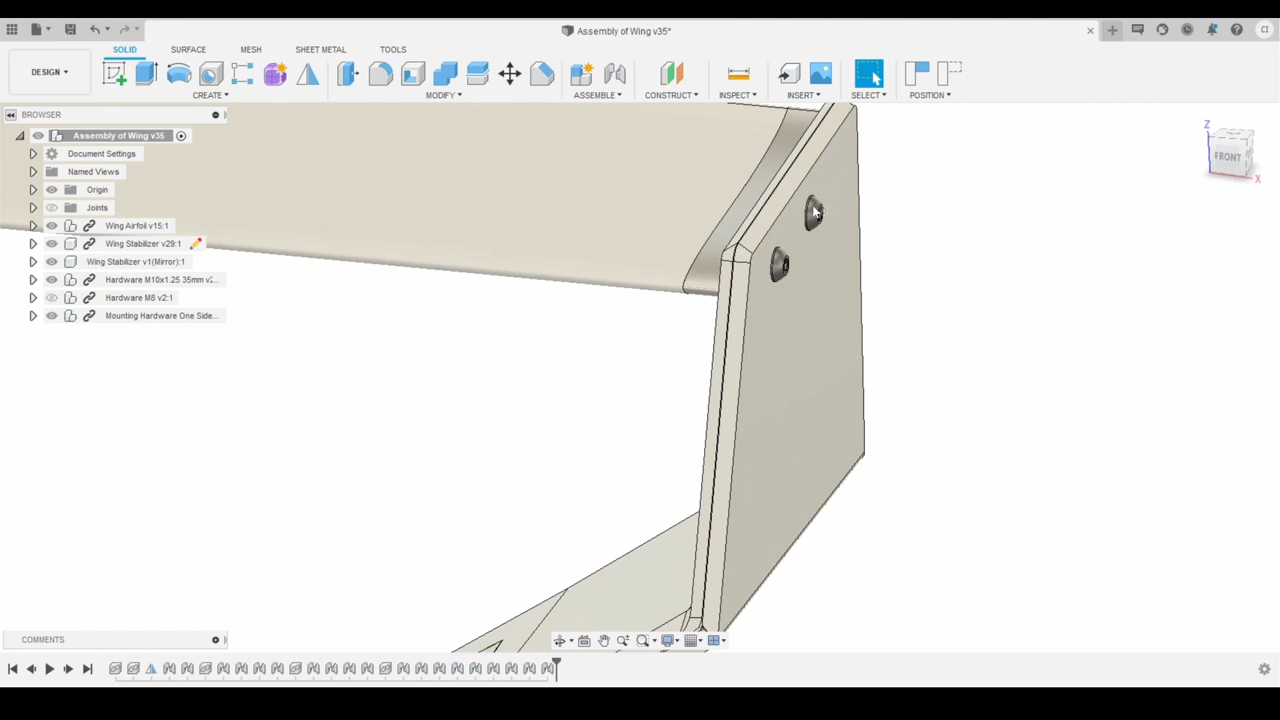 Assembly of Wing v35*
CI
SOLID SURFACE MESH SHEET METAL TOOLS
DESIGN
CREATE MODIFY ASSEMBLE CONSTRUCT INSPECT INSERT SELECT POSITION
BROWSER
Assembly of Wing v35
Document Settings
Named Views
Origin
Joints
Wing Airfoil v15:1
Wing Stabilizer v29:1
Wing Stabilizer v1(Mirror):1
Hardware M10x1.25 35mm v2...
Hardware M8 v2:1
Mounting Hardware One Side...
Z
FRONT
X
COMMENTS